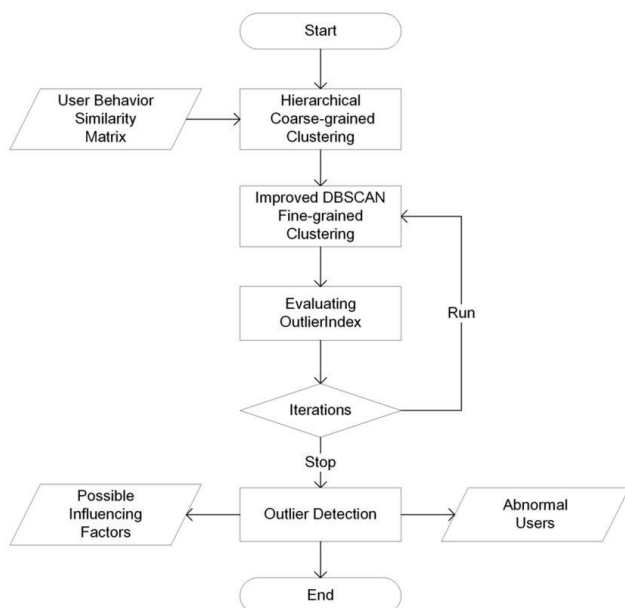 Start
User Behavior
Similarity
Matrix
Hierarchical
Coarse-grained
Clustering
Improved DBSCAN
Fine-grained
Clustering
Evaluating
OutlierIndex
Run
Iterations
Stop
Possible
Influencing
Factors
Outlier Detection
Abnormal
Users
End